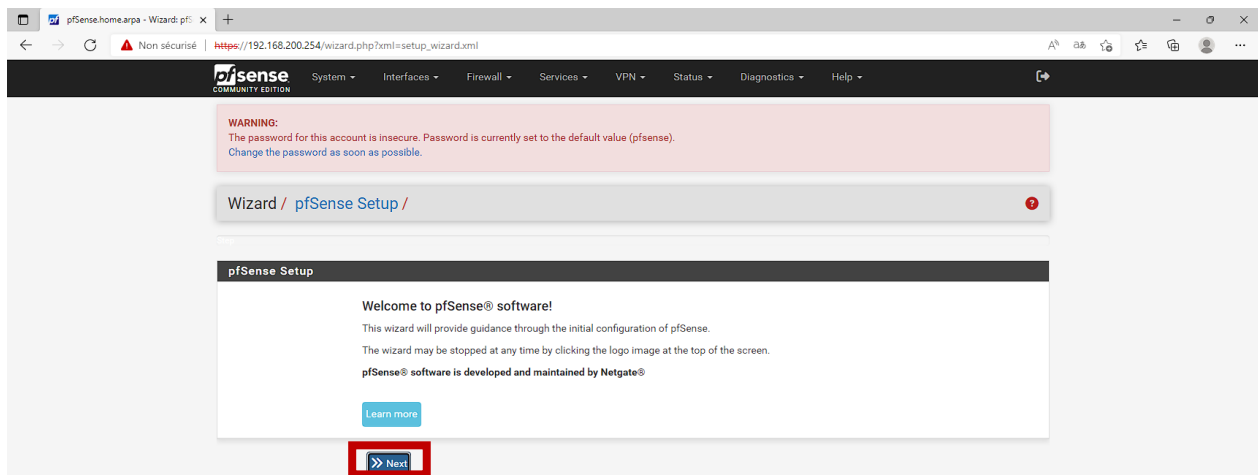 pfSense.home.arpa - Wizard: pfS
Non sécurisé | https://192.168.200.254/wizard.php?xml=setup_wizard.xml
pfsense COMMUNITY EDITION System Interfaces Firewall Services VPN Status Diagnostics Help
WARNING:
The password for this account is insecure. Password is currently set to the default value (pfsense).
Change the password as soon as possible.
Wizard / pfSense Setup /
pfSense Setup
Welcome to pfSense® software!
This wizard will provide guidance through the initial configuration of pfSense.
The wizard may be stopped at any time by clicking the logo image at the top of the screen.
pfSense® software is developed and maintained by Netgate®
Learn more
>> Next